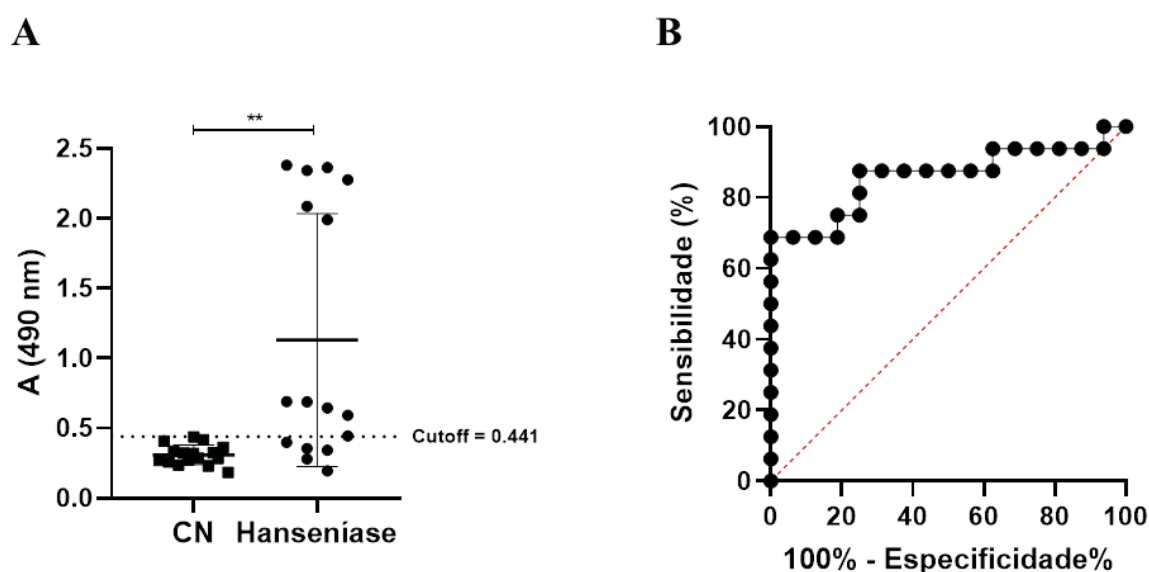 A
**
A (490 nm)
2.5
2.0
1.5
1.0
0.5
0.0
Cutoff = 0.441
CN Hanseníase
B
Sensibilidade (%)
100
80
60
40
20
0
0 20 40 60 80 100
100% - Especificidade%